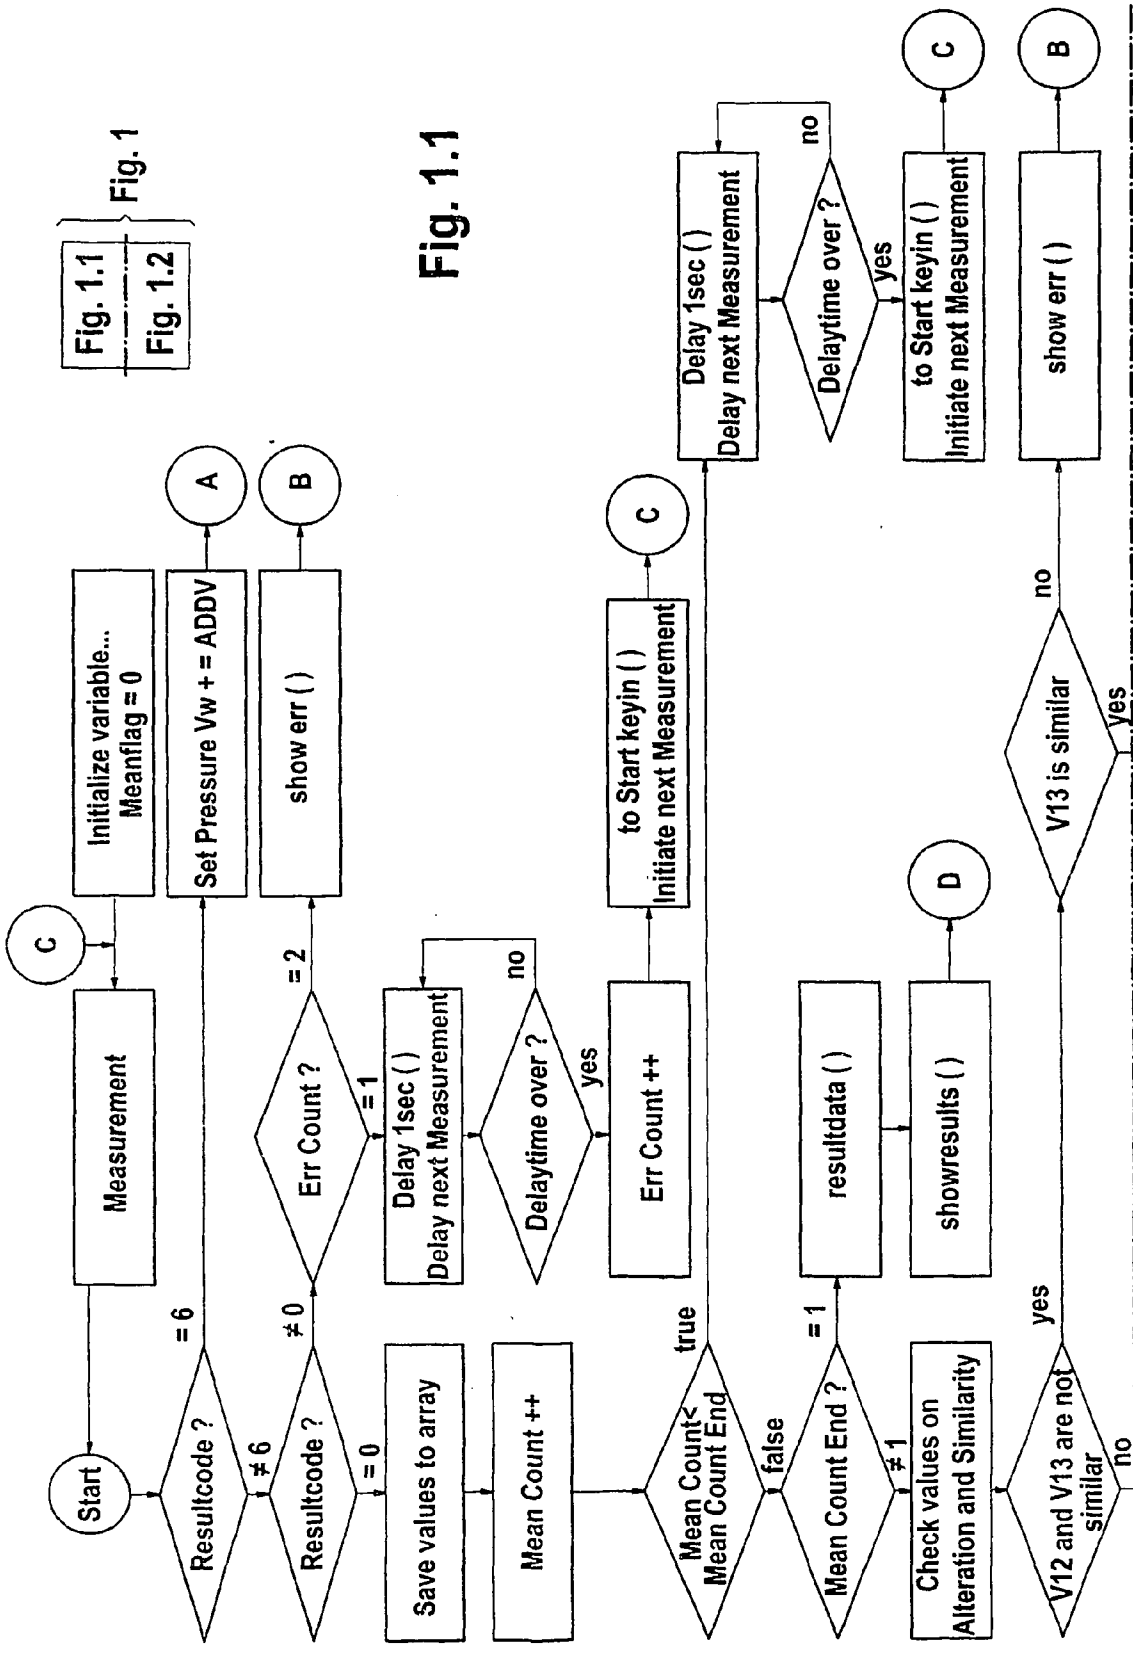 Fig. 1.1
Fig. 1.2
Fig. 1
Fig. 1.1
C
Initialize variable...
Meanflag = 0
Measurement
Start
Resultcode ?
= 6
Set Pressure Vw + = ADDV
A
≠ 6
Resultcode ?
≠ 0
Err Count ?
= 2
show err ( )
B
= 1
= 0
Save values to array
Delay 1sec ( )
Delay next Measurement
Mean Count ++
Delaytime over ?
no
yes
Err Count ++
to Start keyin ( )
Initiate next Measurement
C
Mean Count<
Mean Count End
true
Delay 1sec ( )
Delay next Measurement
false
Mean Count End ?
= 1
resultdata ( )
Delaytime over ?
no
yes
≠ 1
Check values on
Alteration and Similarity
showresults ( )
D
to Start keyin ( )
Initiate next Measurement
C
V12 and V13 are not
similar
yes
V13 is similar
no
show err ( )
B
no
yes